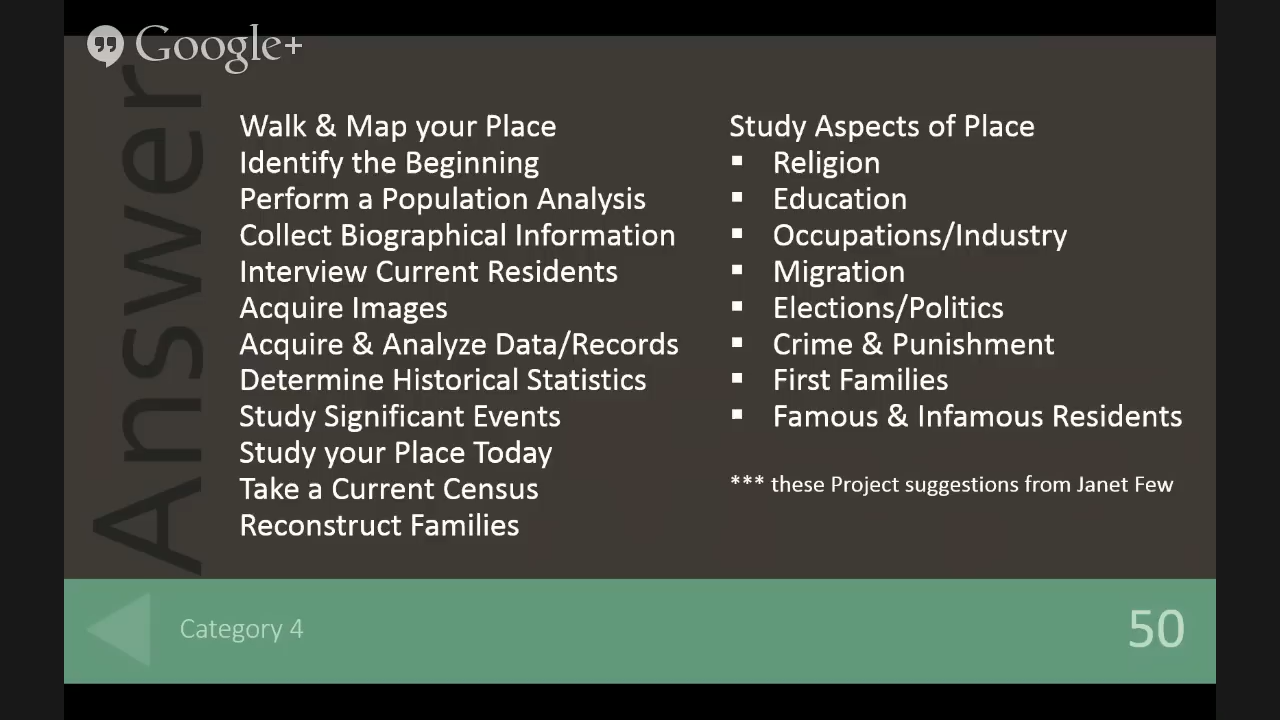 Google+
Answer
Walk & Map your Place
Identify the Beginning
Perform a Population Analysis
Collect Biographical Information
Interview Current Residents
Acquire Images
Acquire & Analyze Data/Records
Determine Historical Statistics
Study Significant Events
Study your Place Today
Take a Current Census
Reconstruct Families
Study Aspects of Place
▪ Religion
▪ Education
▪ Occupations/Industry
▪ Migration
▪ Elections/Politics
▪ Crime & Punishment
▪ First Families
▪ Famous & Infamous Residents
*** these Project suggestions from Janet Few
Category 4
50